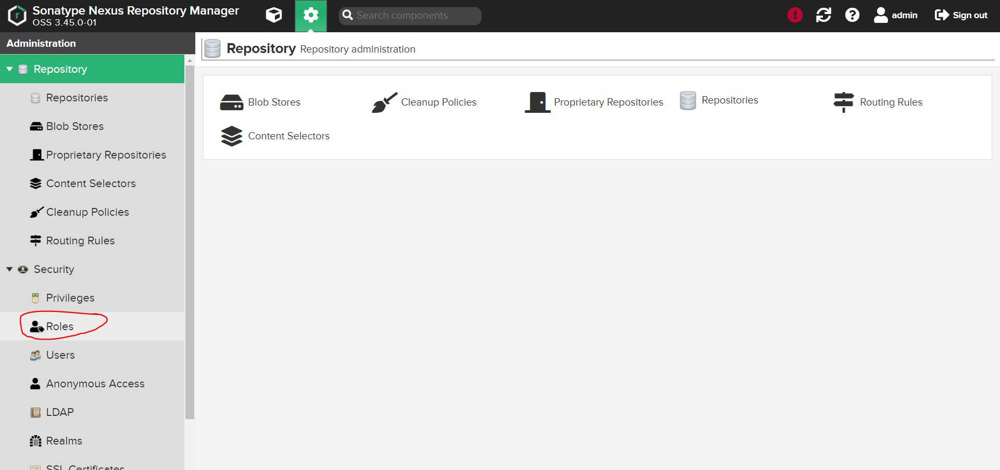 Sonatype Nexus Repository Manager
OSS 3.45.0-01
Search components
admin
Sign out
Administration
Repository
Repositories
Blob Stores
Proprietary Repositories
Content Selectors
Cleanup Policies
Routing Rules
Security
Privileges
Roles
Users
Anonymous Access
LDAP
Realms
SSL Certificates
Repository Repository administration
Blob Stores
Cleanup Policies
Proprietary Repositories
Repositories
Routing Rules
Content Selectors